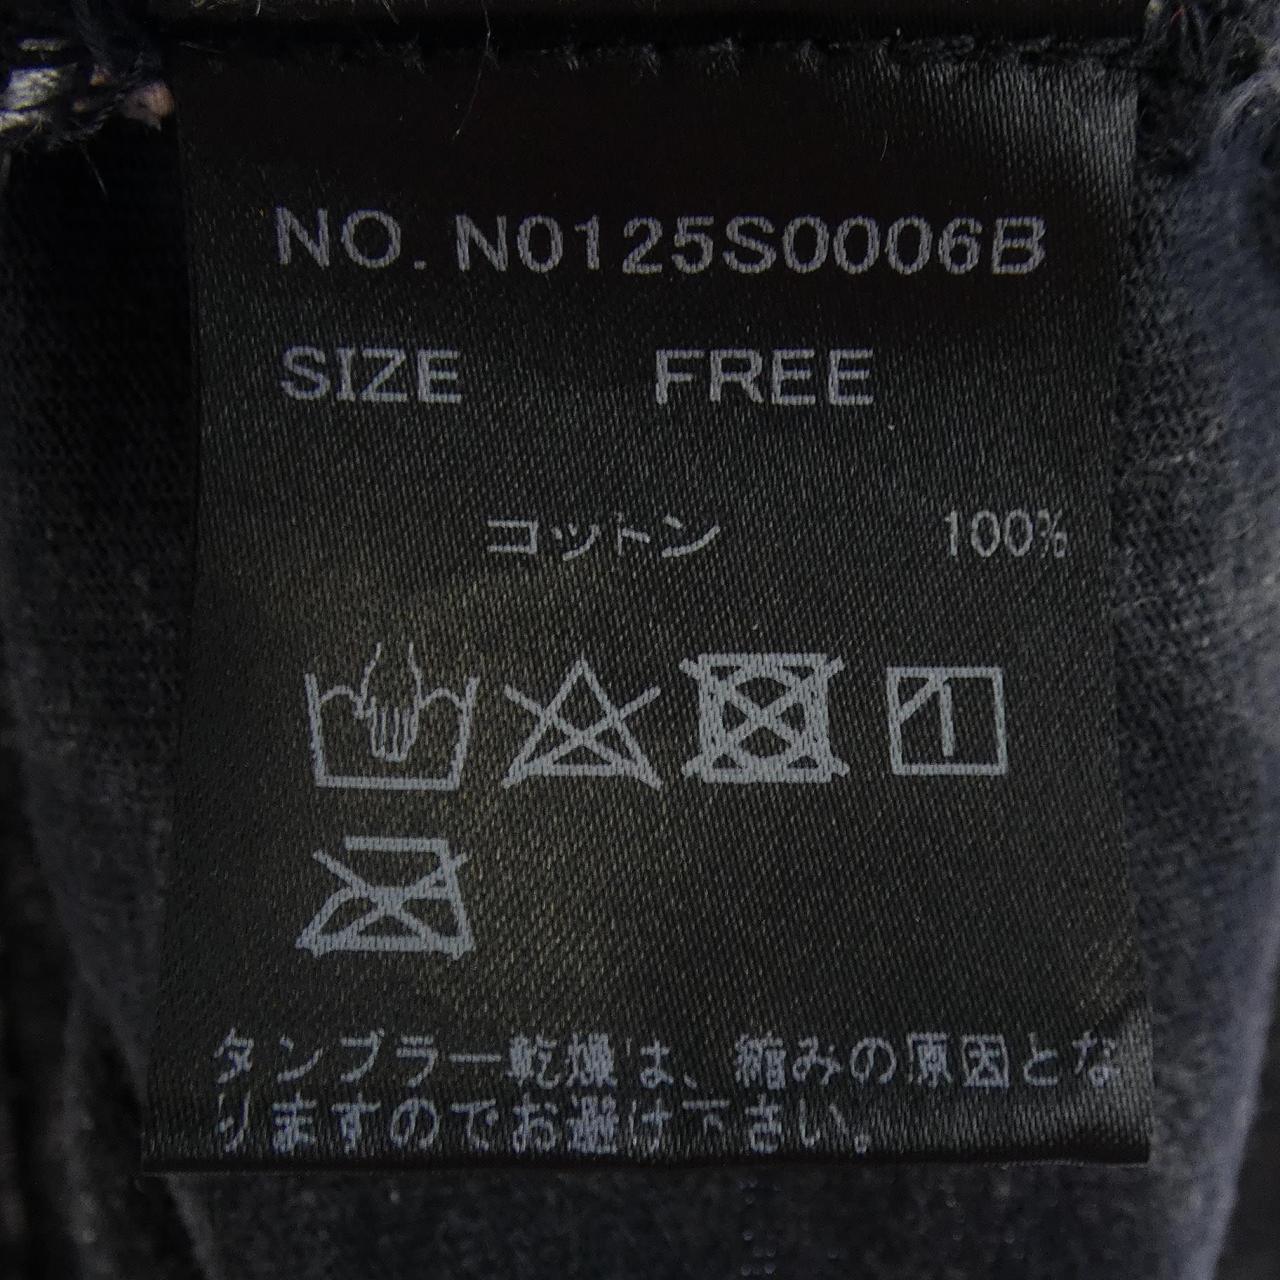 NO. N0125S0006B
SIZE FREE
コットン 100%
タンブラー乾燥は、縮みの原因とな
りますのでお避け下さい。